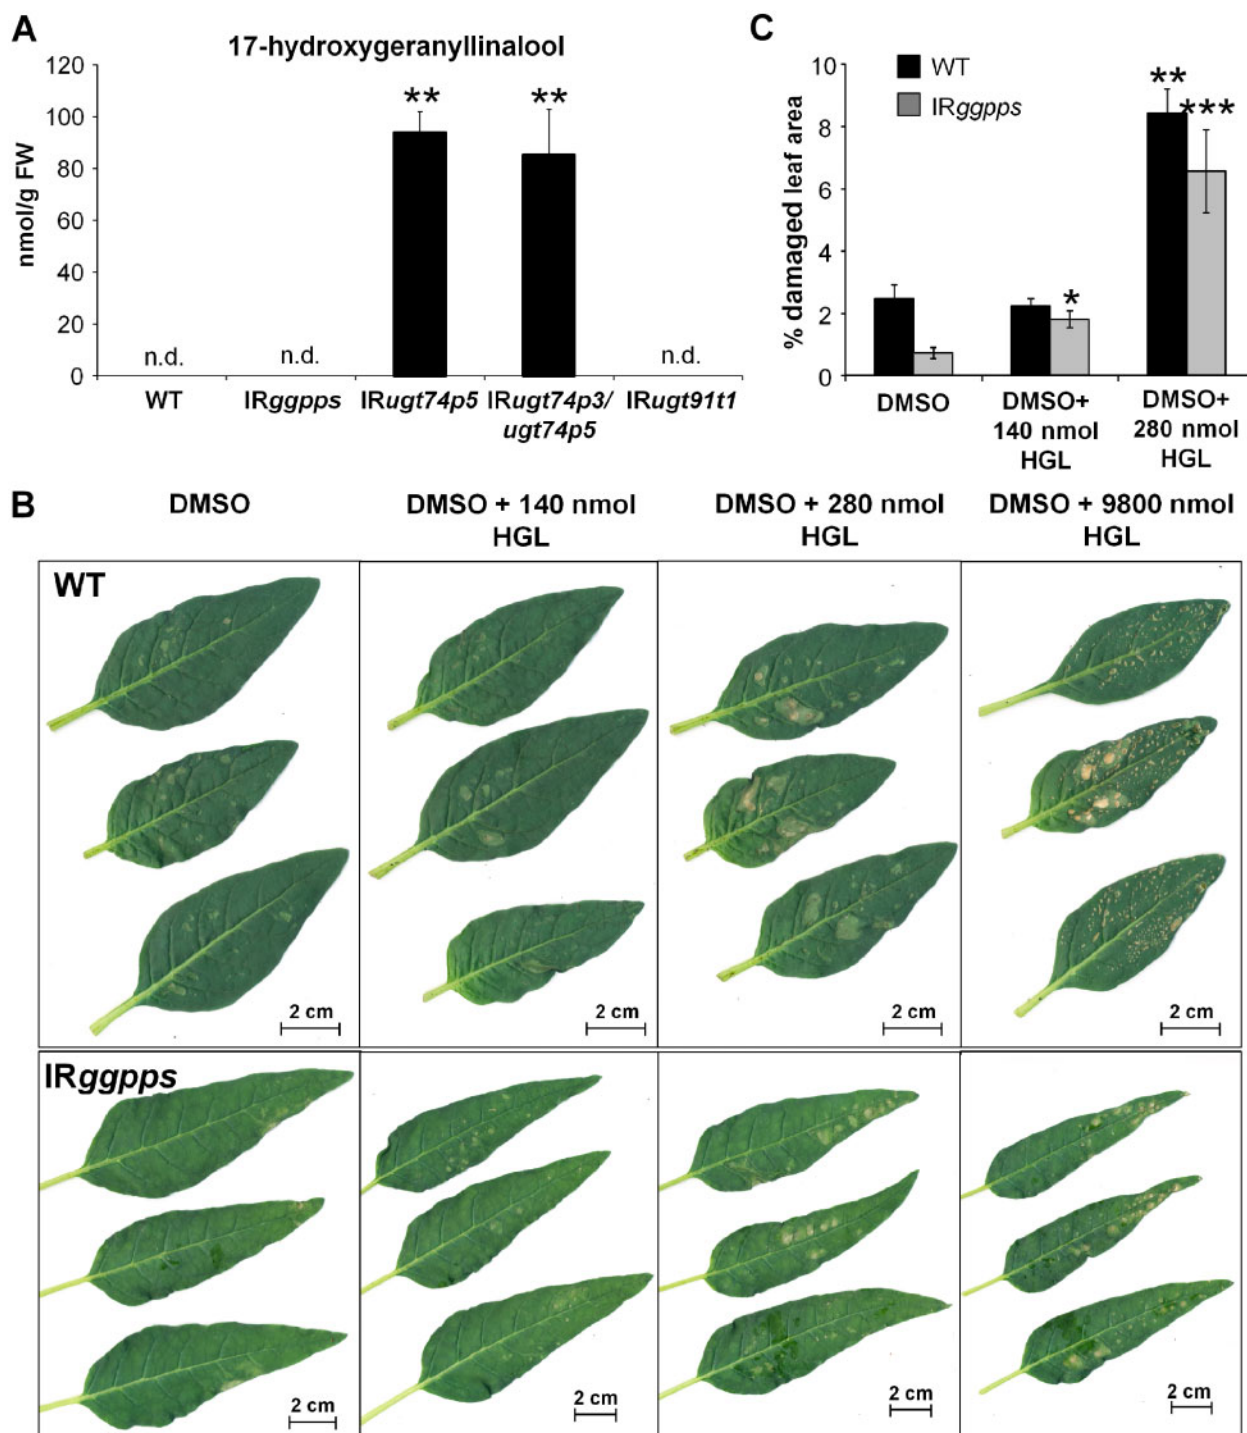 A
17-hydroxygeranyllinalool
nmol/g FW
120
100
80
60
40
20
0
n.d.
n.d.
**
**
n.d.
WT
IRggpps
IRugt74p5
IRugt74p3/
ugt74p5
IRugt91t1
C
WT
IRggpps
% damaged leaf area
10
8
6
4
2
0
*
**
***
DMSO
DMSO+
140 nmol
HGL
DMSO+
280 nmol
HGL
B
DMSO
DMSO + 140 nmol
HGL
DMSO + 280 nmol
HGL
DMSO + 9800 nmol
HGL
WT
2 cm
2 cm
2 cm
2 cm
IRggpps
2 cm
2 cm
2 cm
2 cm